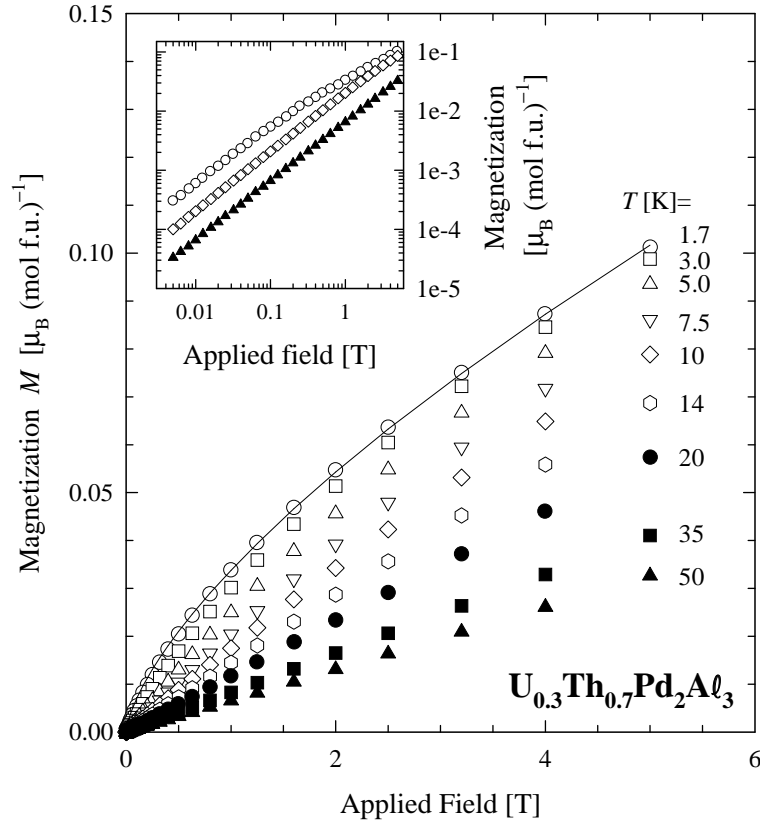 0.15
0.10
0.05
0.00
Magnetization M [μ_B (mol f.u.)⁻¹]
0 2 4 6
Applied Field [T]
1e-1
1e-2
1e-3
1e-4
1e-5
Magnetization
[μ_B (mol f.u.)⁻¹]
0.01 0.1 1
Applied field [T]
T [K]=
1.7
3.0
5.0
7.5
10
14
20
35
50
U₀.₃Th₀.₇Pd₂Aℓ₃